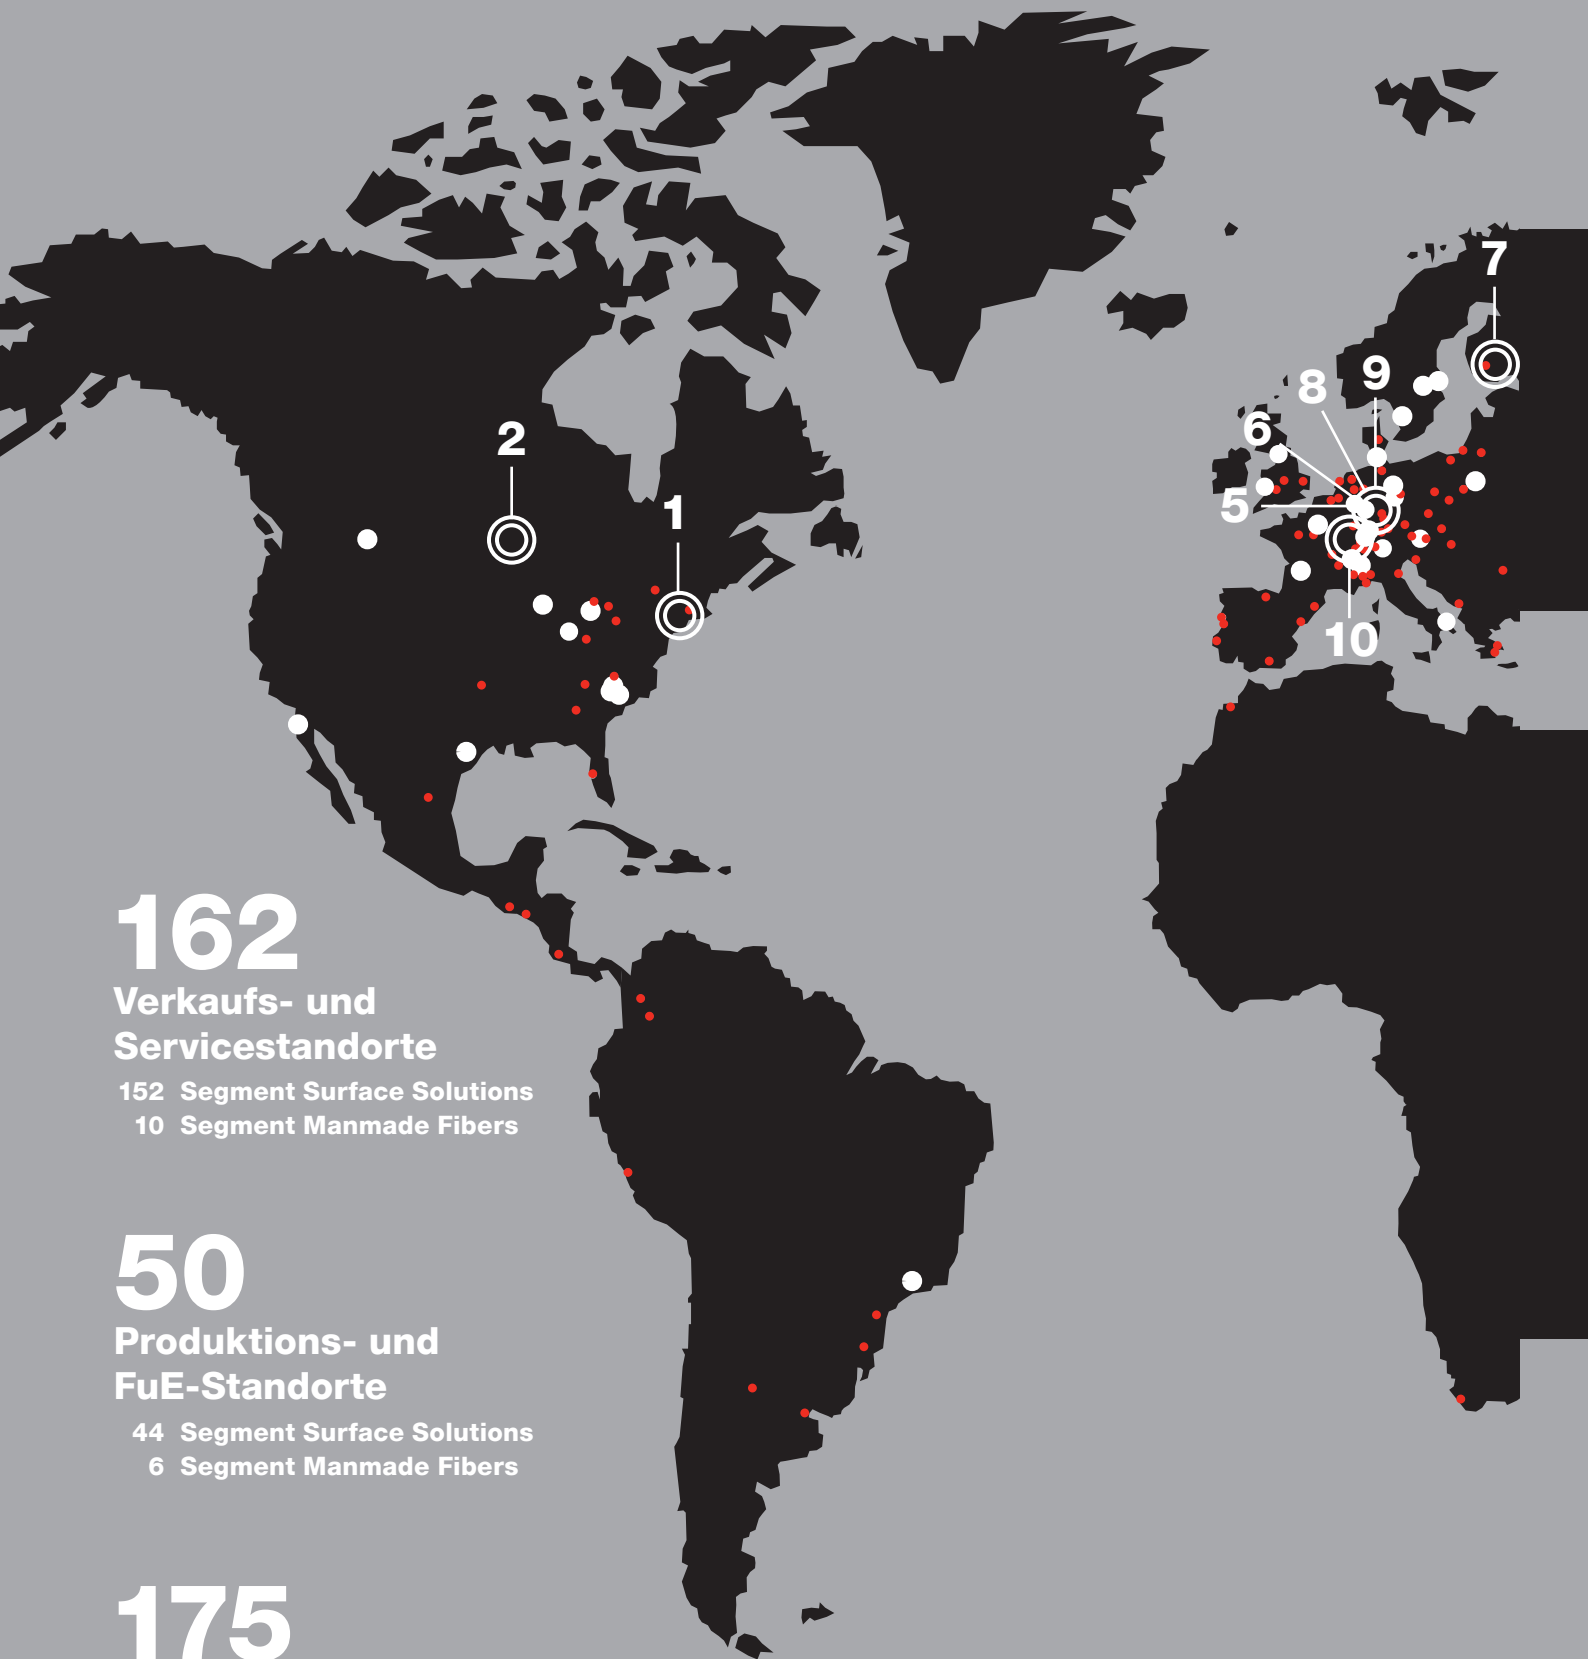 7
9
8
6
2
1
5
10
162
Verkaufs- und
Servicestandorte
152 Segment Surface Solutions
10 Segment Manmade Fibers
50
Produktions- und
FuE-Standorte
44 Segment Surface Solutions
6 Segment Manmade Fibers
175